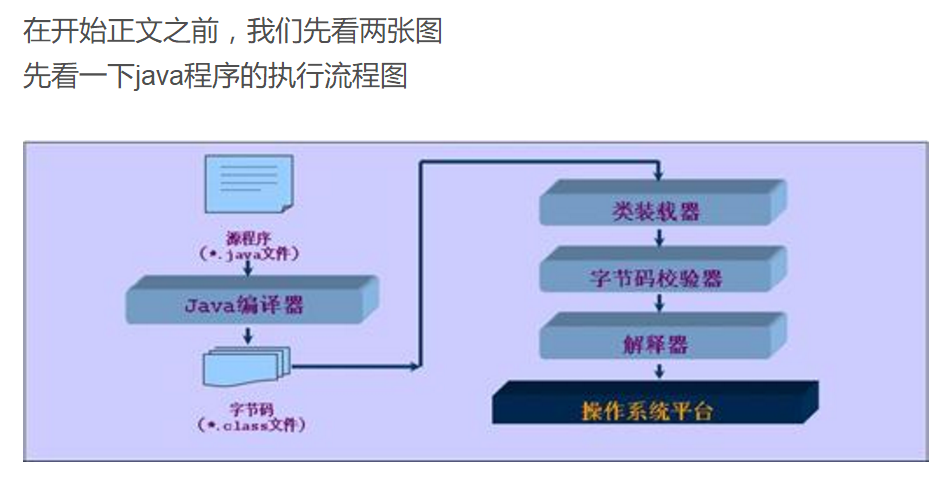 在开始正文之前，我们先看两张图
先看一下java程序的执行流程图
源程序
(*.java文件)
Java编译器
字节码
(*.class文件)
类装载器
字节码校验器
解释器
操作系统平台